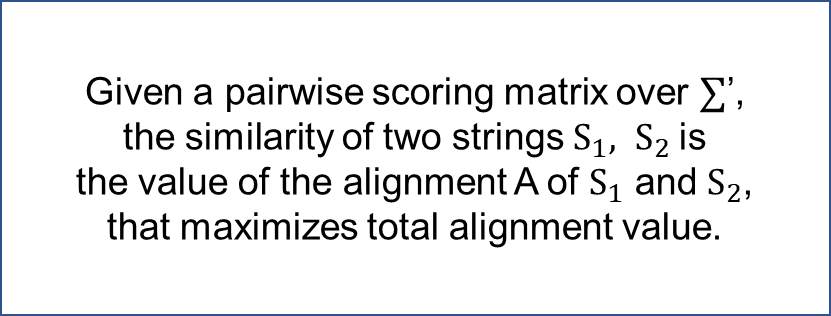 Given a pairwise scoring matrix over ∑’,
the similarity of two strings S₁, S₂ is
the value of the alignment A of S₁ and S₂,
that maximizes total alignment value.